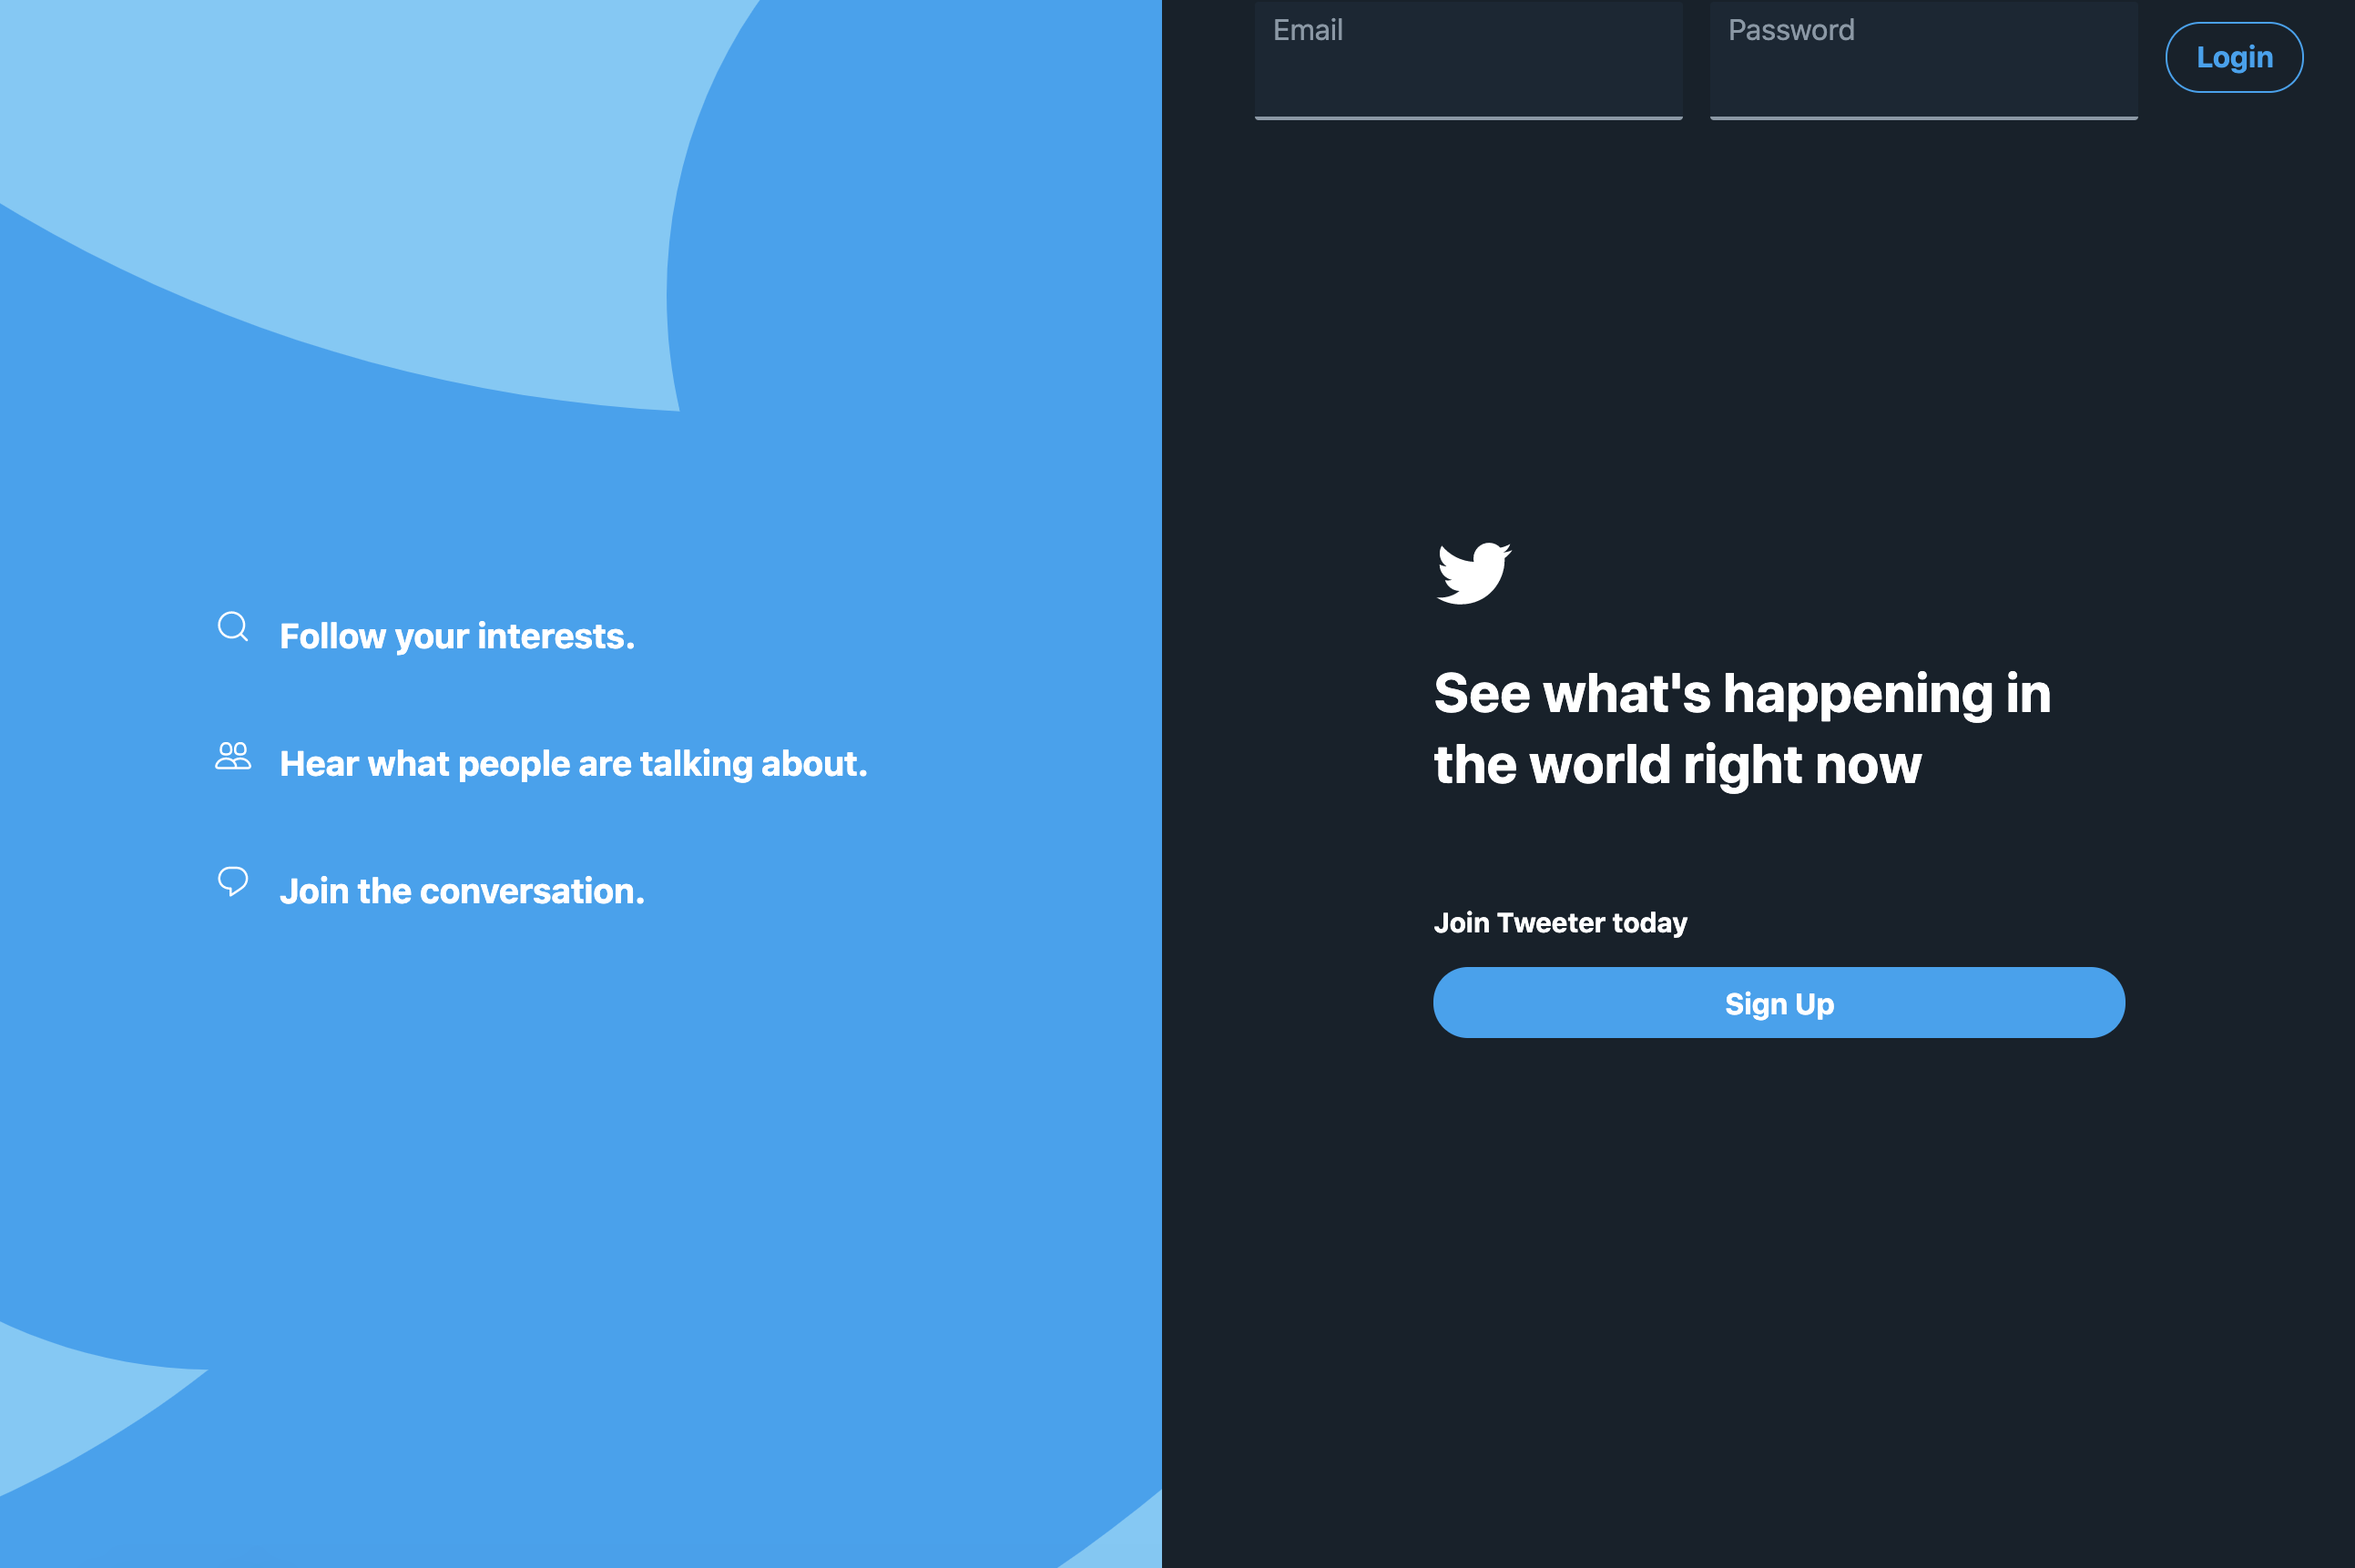 Follow your interests.
Hear what people are talking about.
Join the conversation.
Email
Password
Login
See what's happening in
the world right now
Join Tweeter today
Sign Up